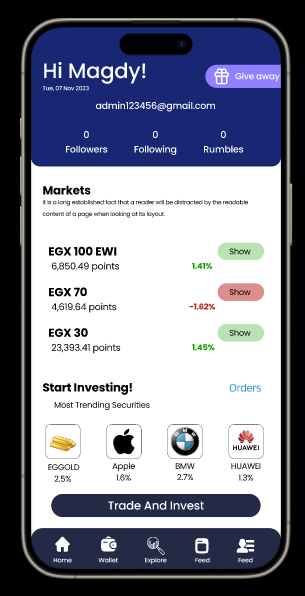 Hi Magdy!
Give away
Tue, 07 Nov 2023
admin123456@gmail.com
0 0 0
Followers Following Rumbles
Markets
It is a long established fact that a reader will be distracted by the readable
content of a page when looking at its layout.
EGX 100 EWI Show
6,850.49 points 1.41%
EGX 70 Show
4,619.64 points -1.62%
EGX 30 Show
23,393.41 points 1.45%
Start Investing! Orders
Most Trending Securities
HUAWEI
EGGOLD Apple BMW HUAWEI
2.5% 1.6% 2.7% 1.3%
Trade And Invest
Home Wallet Explore Feed Feed